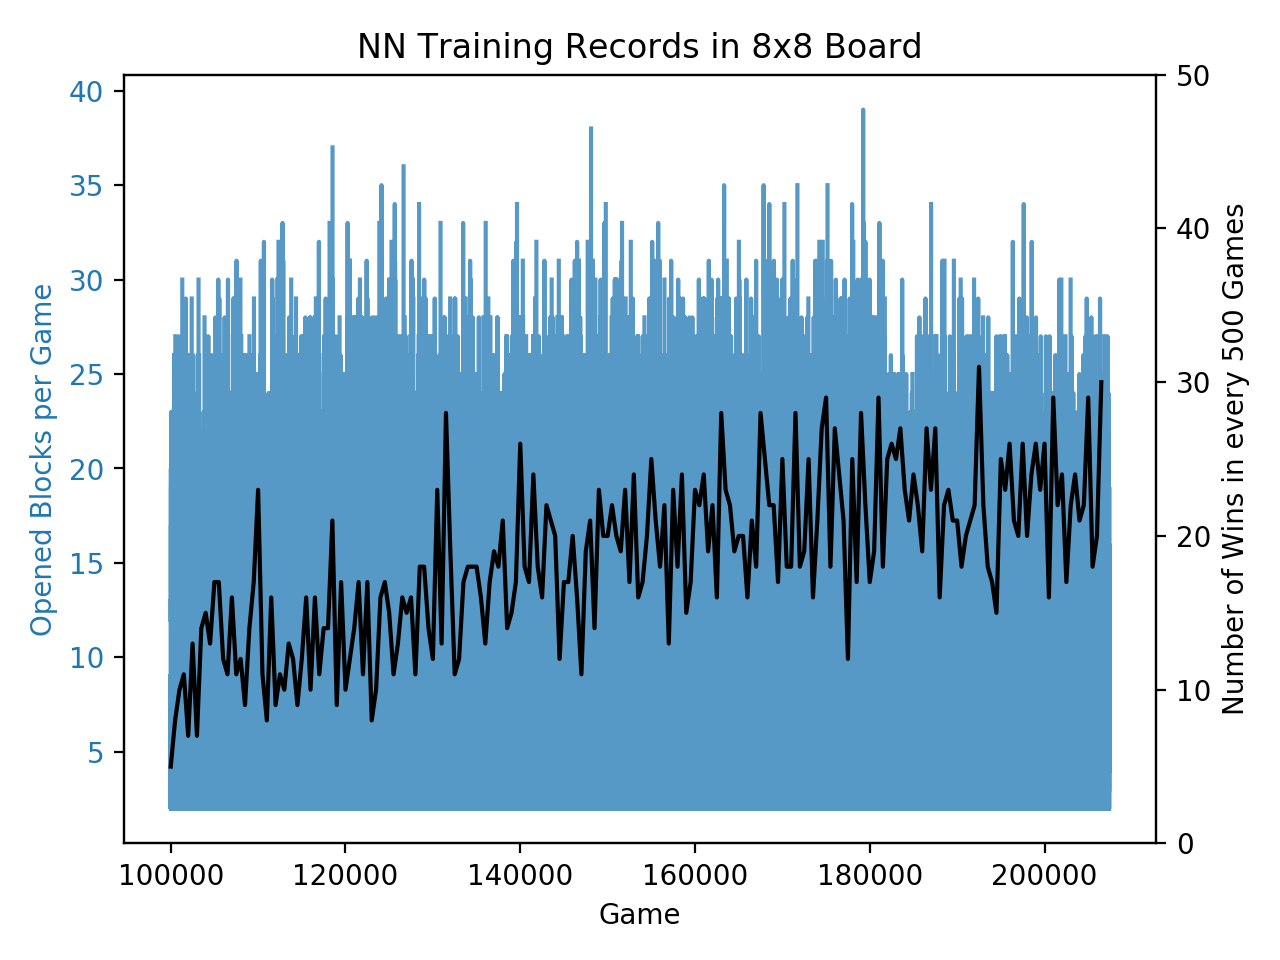 NN Training Records in 8x8 Board
Opened Blocks per Game
40
35
30
25
20
15
10
5
50
40
30
20
10
0
Number of Wins in every 500 Games
100000 120000 140000 160000 180000 200000
Game